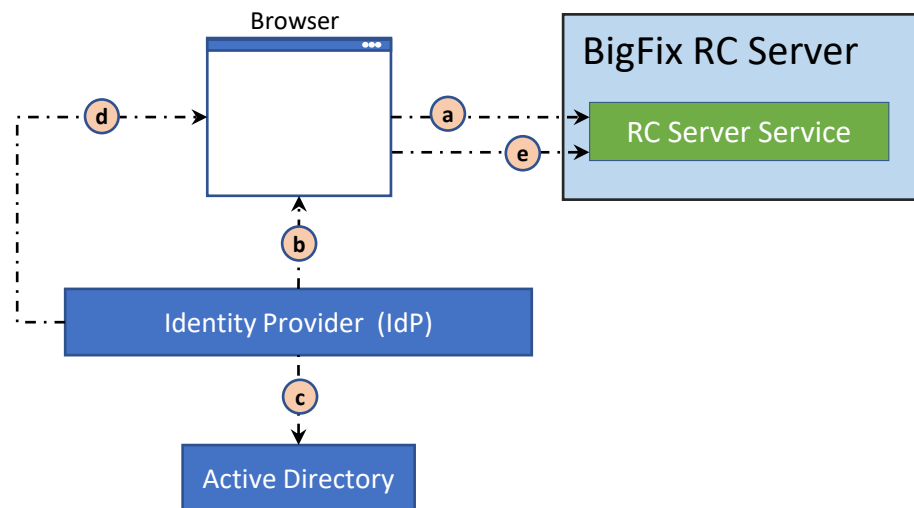 Browser
BigFix RC Server
d
a
RC Server Service
e
b
Identity Provider (IdP)
c
Active Directory